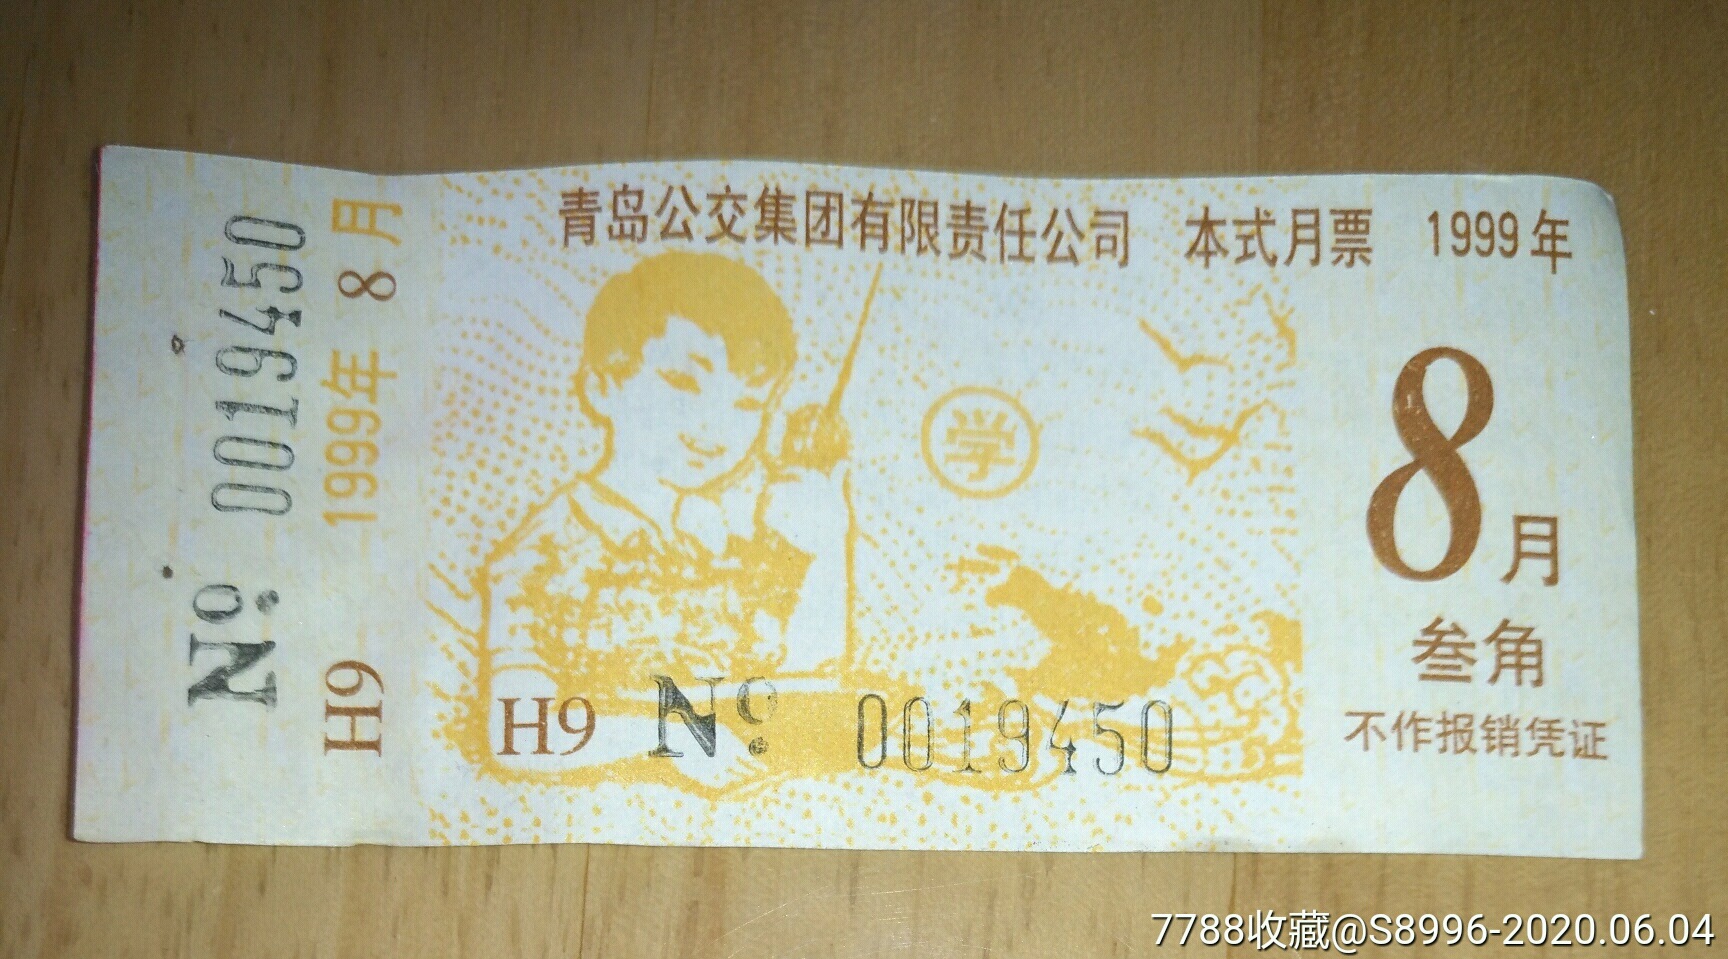 № 0019450
H9 1999年 8月
青岛公交集团有限责任公司 本式月票 1999年
学
8月
叁角
不作报销凭证
H9 № 0019450
7788收藏@S8996-2020.06.04